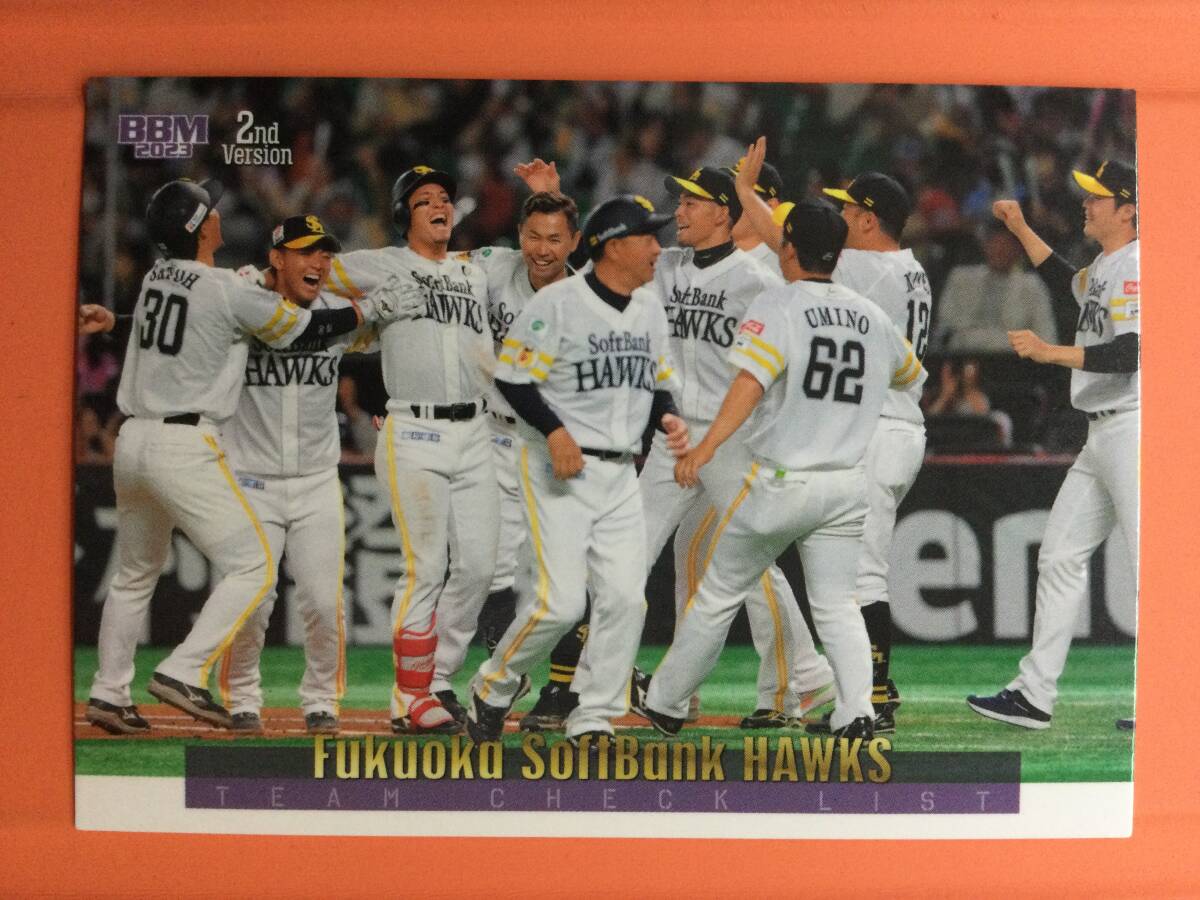 BBM
2023
2nd
Version
30
SoftBank
HAWKS
HAWKS
SoftBank
HAWKS
SoftBank
HAWKS
UMINO
62
12
en
Fukuoka SoftBank HAWKS
TEAM CHECK LIST